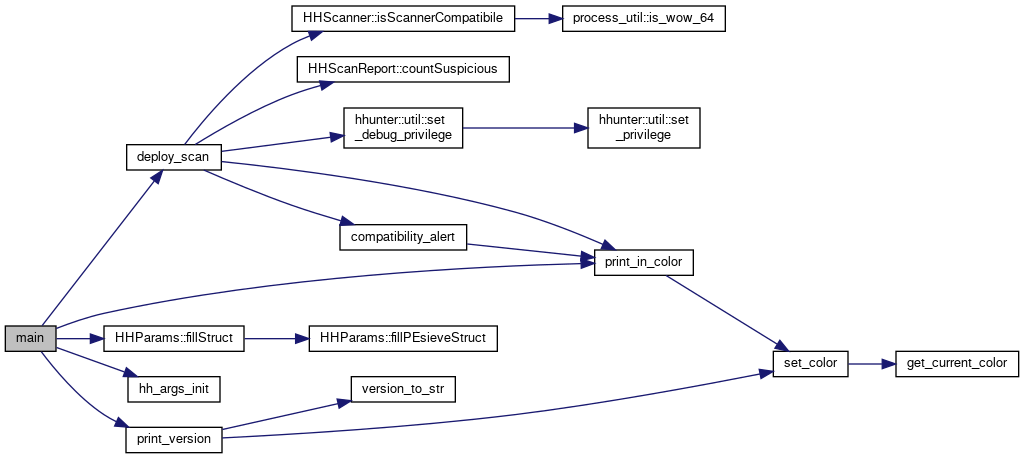 HHScanner::isScannerCompatibile
process_util::is_wow_64
HHScanReport::countSuspicious
hhunter::util::set
_debug_privilege
hhunter::util::set
_privilege
deploy_scan
compatibility_alert
print_in_color
main
HHParams::fillStruct
HHParams::fillPEsieveStruct
set_color
get_current_color
hh_args_init
version_to_str
print_version